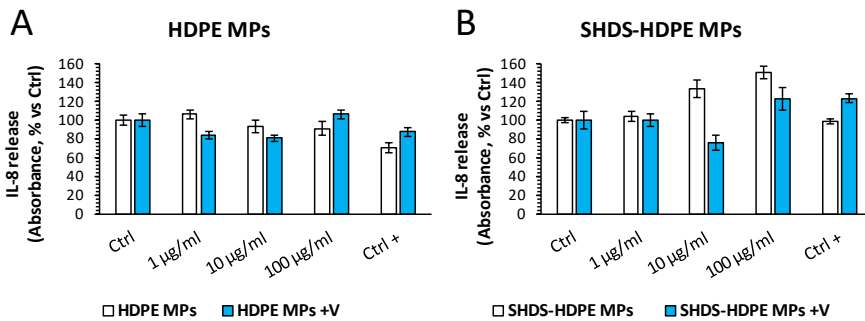 A
HDPE MPs
IL-8 release
(Absorbance, % vs Ctrl)
160
140
120
100
80
60
40
20
0
Ctrl
1 µg/ml
10 µg/ml
100 µg/ml
Ctrl +
HDPE MPs
HDPE MPs +V
B
SHDS-HDPE MPs
IL-8 release
(Absorbance, % vs Ctrl)
160
140
120
100
80
60
40
20
0
Ctrl
1 µg/ml
10 µg/ml
100 µg/ml
Ctrl +
SHDS-HDPE MPs
SHDS-HDPE MPs +V